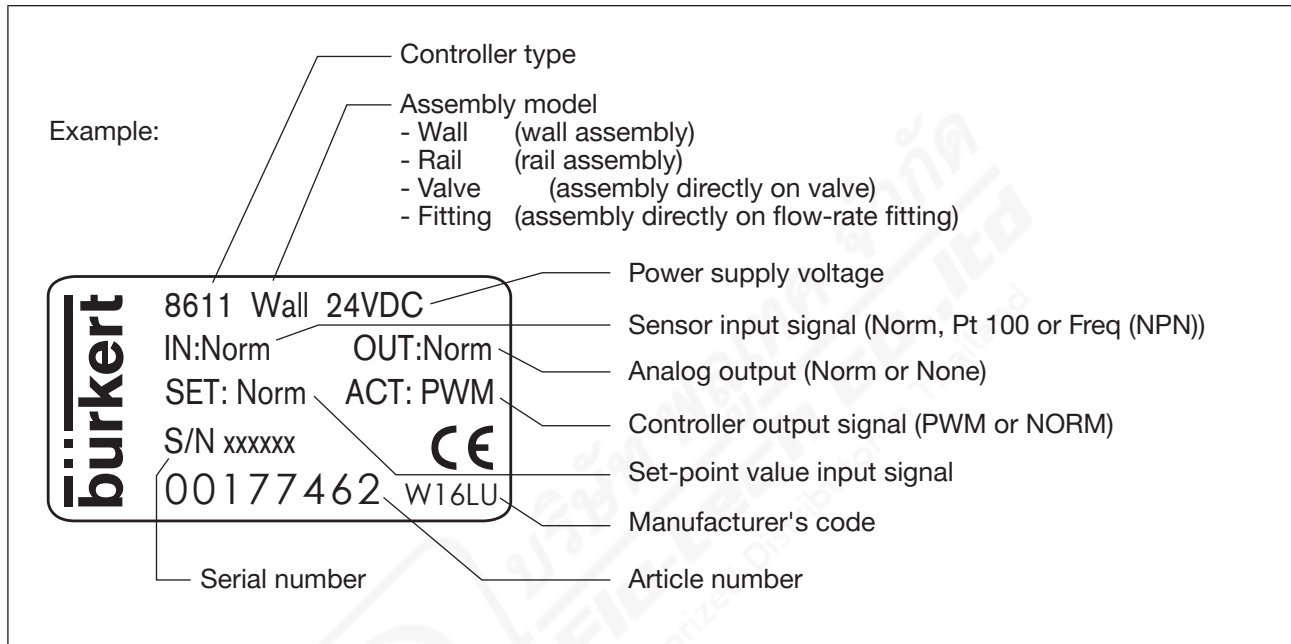 Controller type
Assembly model
- Wall (wall assembly)
- Rail (rail assembly)
- Valve (assembly directly on valve)
- Fitting (assembly directly on flow-rate fitting)
Example:
bürkert
8611 Wall 24VDC
IN:Norm OUT:Norm
SET: Norm ACT: PWM
S/N xxxxxx CE
00177462 W16LU
Power supply voltage
Sensor input signal (Norm, Pt 100 or Freq (NPN))
Analog output (Norm or None)
Controller output signal (PWM or NORM)
Set-point value input signal
Manufacturer's code
Serial number
Article number